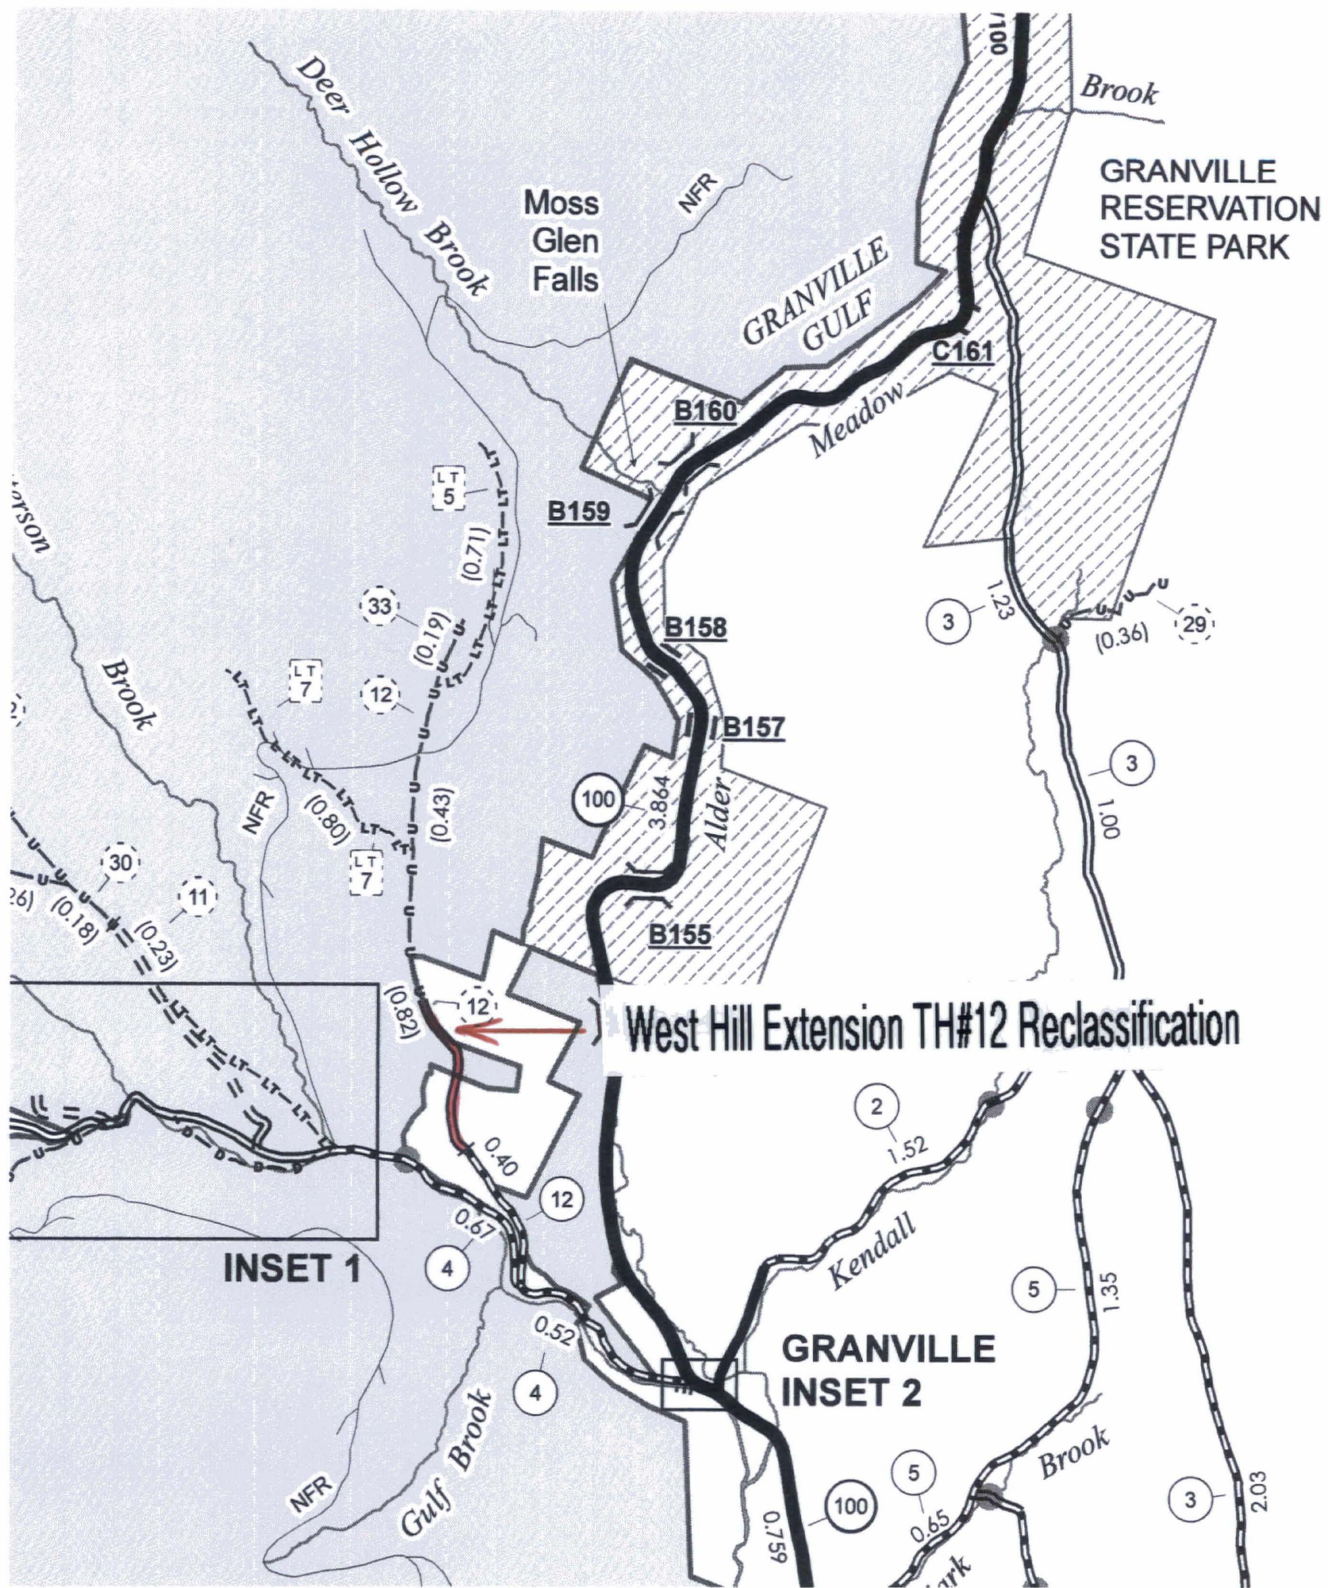 /100
Brook
Deer Hollow Brook
Moss
Glen
Falls
NFR
GRANVILLE
RESERVATION
STATE PARK
GRANVILLE
GULF
C161
B160
Meadow
LT
5
B159
(0.71)
33
(0.19)
B158
3
1.23
(0.36)
29
LT
7
12
B157
Brook
3
1.00
100
3.864
Alder
(0.43)
(0.80)
NFR
LT
7
30
11
26)
(0.18)
(0.23)
B155
(0.82)
12
West Hill Extension TH#12 Reclassification
2
1.52
0.40
12
0.67
4
INSET 1
Kendall
5
1.35
0.52
4
GRANVILLE
INSET 2
Gulf Brook
NFR
Brook
5
0.65
100
0.759
3
2.03